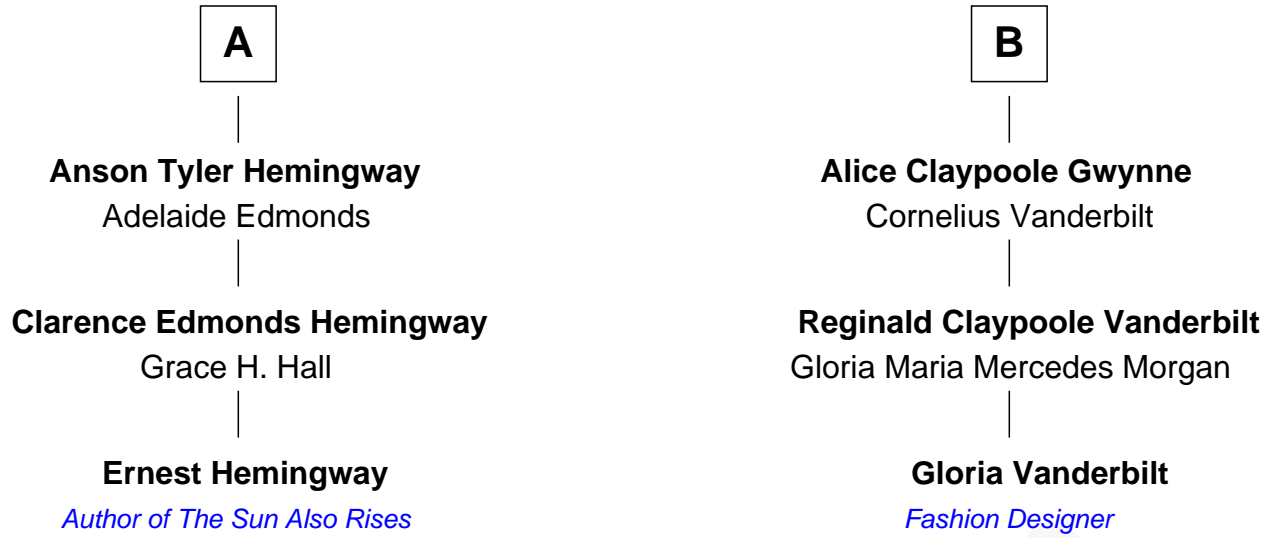 A
Anson Tyler Hemingway
Adelaide Edmonds
Clarence Edmonds Hemingway
Grace H. Hall
Ernest Hemingway
Author of The Sun Also Rises
B
Alice Claypoole Gwynne
Cornelius Vanderbilt
Reginald Claypoole Vanderbilt
Gloria Maria Mercedes Morgan
Gloria Vanderbilt
Fashion Designer